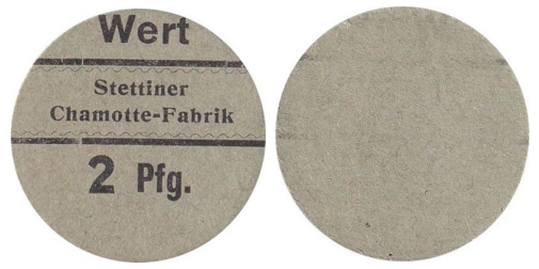 Wert
Stettiner
Chamotte-Fabrik
2 Pfg.